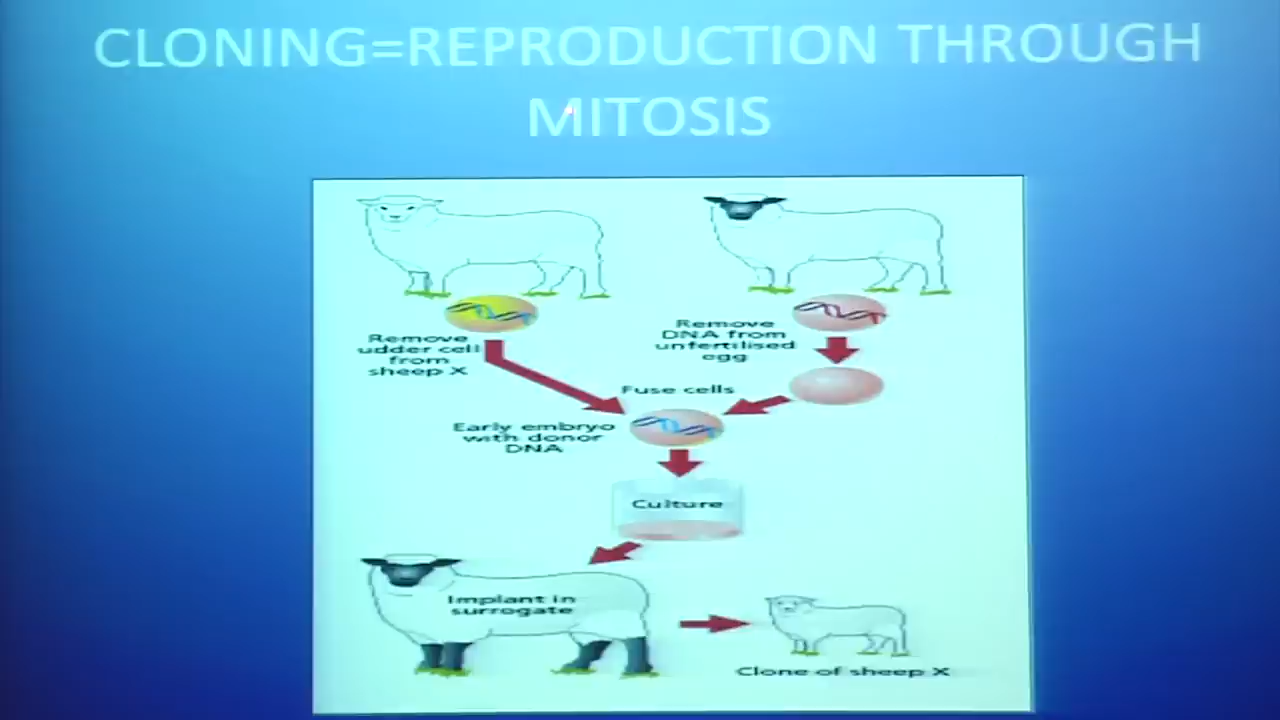 CLONING=REPRODUCTION THROUGH
MITOSIS
Remove
udder cell
from
sheep X
Remove
DNA from
unfertilised
egg
Fuse cells
Early embryo
with donor
DNA
Culture
Implant in
surrogate
Clone of sheep X